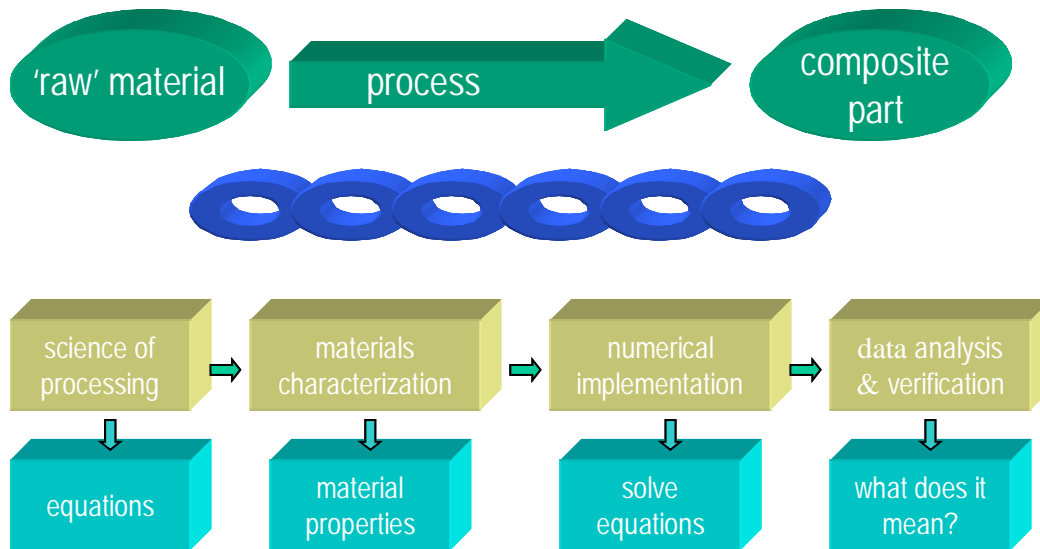 ‘raw’ material
process
composite
part
science of
processing
materials
characterization
numerical
implementation
data analysis
& verification
equations
material
properties
solve
equations
what does it
mean?